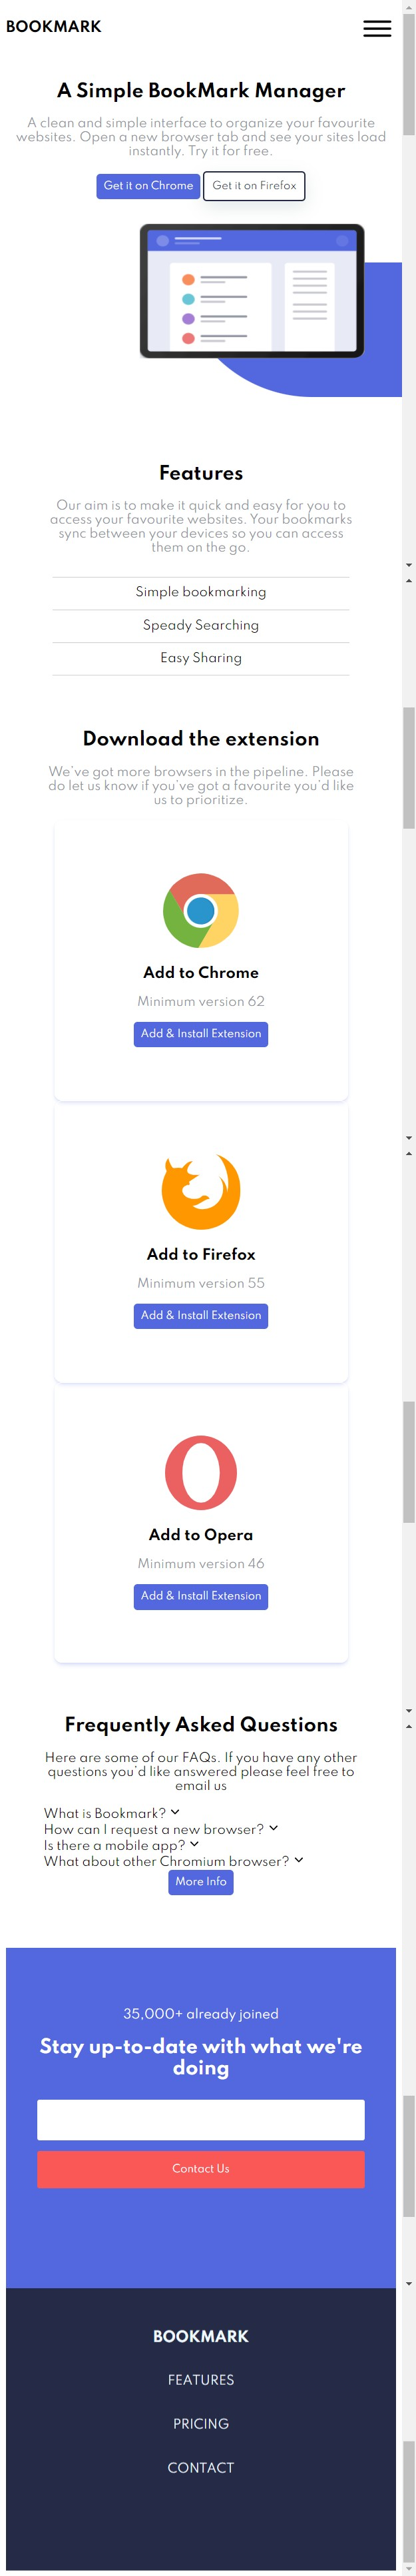 BOOKMARK
A Simple BookMark Manager
A clean and simple interface to organize your favourite
websites. Open a new browser tab and see your sites load
instantly. Try it for free.
Get it on Chrome Get it on Firefox
Features
Our aim is to make it quick and easy for you to
access your favourite websites. Your bookmarks
sync between your devices so you can access
them on the go.
Simple bookmarking
Speady Searching
Easy Sharing
Download the extension
We've got more browsers in the pipeline. Please
do let us know if you've got a favourite you'd like
us to prioritize.
Add to Chrome
Minimum version 62
Add & Install Extension
Add to Firefox
Minimum version 55
Add & Install Extension
Add to Opera
Minimum version 46
Add & Install Extension
Frequently Asked Questions
Here are some of our FAQs. If you have any other
questions you'd like answered please feel free to
email us
What is Bookmark?
How can I request a new browser?
Is there a mobile app?
What about other Chromium browser?
More Info
35,000+ already joined
Stay up-to-date with what we're
doing
Contact Us
BOOKMARK
FEATURES
PRICING
CONTACT